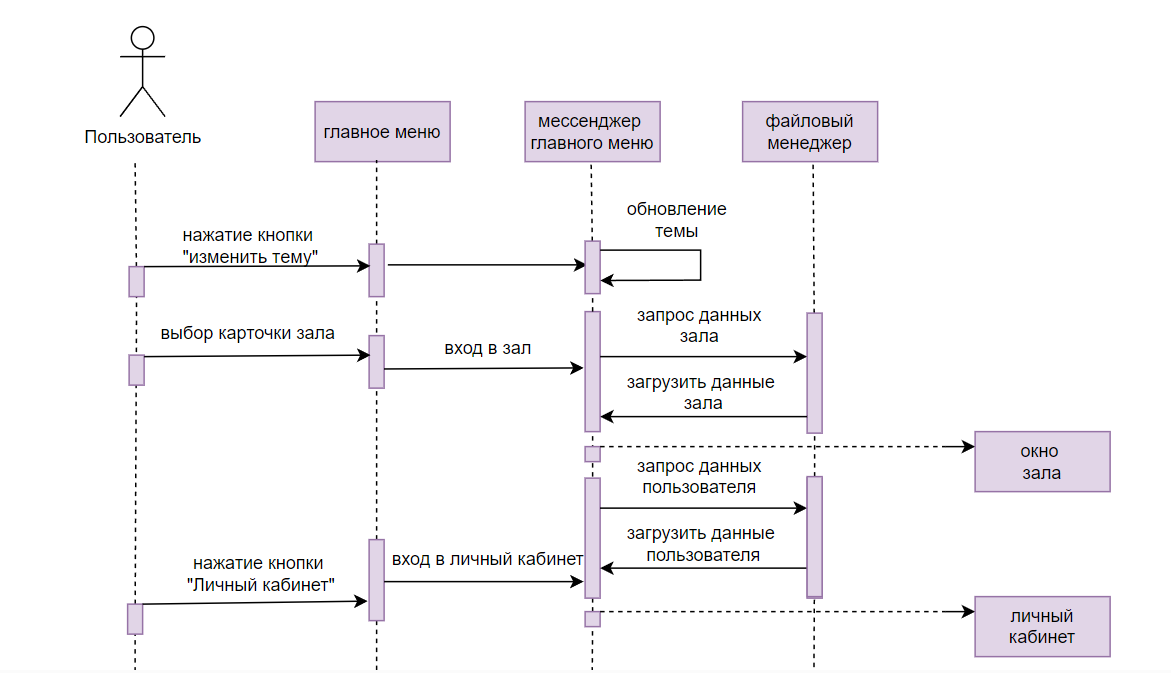 Пользователь
главное меню
мессенджер
главного меню
файловый
менеджер
обновление
темы
нажатие кнопки
"изменить тему"
выбор карточки зала
вход в зал
запрос данных
зала
загрузить данные
зала
окно
зала
запрос данных
пользователя
загрузить данные
пользователя
вход в личный кабинет
нажатие кнопки
"Личный кабинет"
личный
кабинет